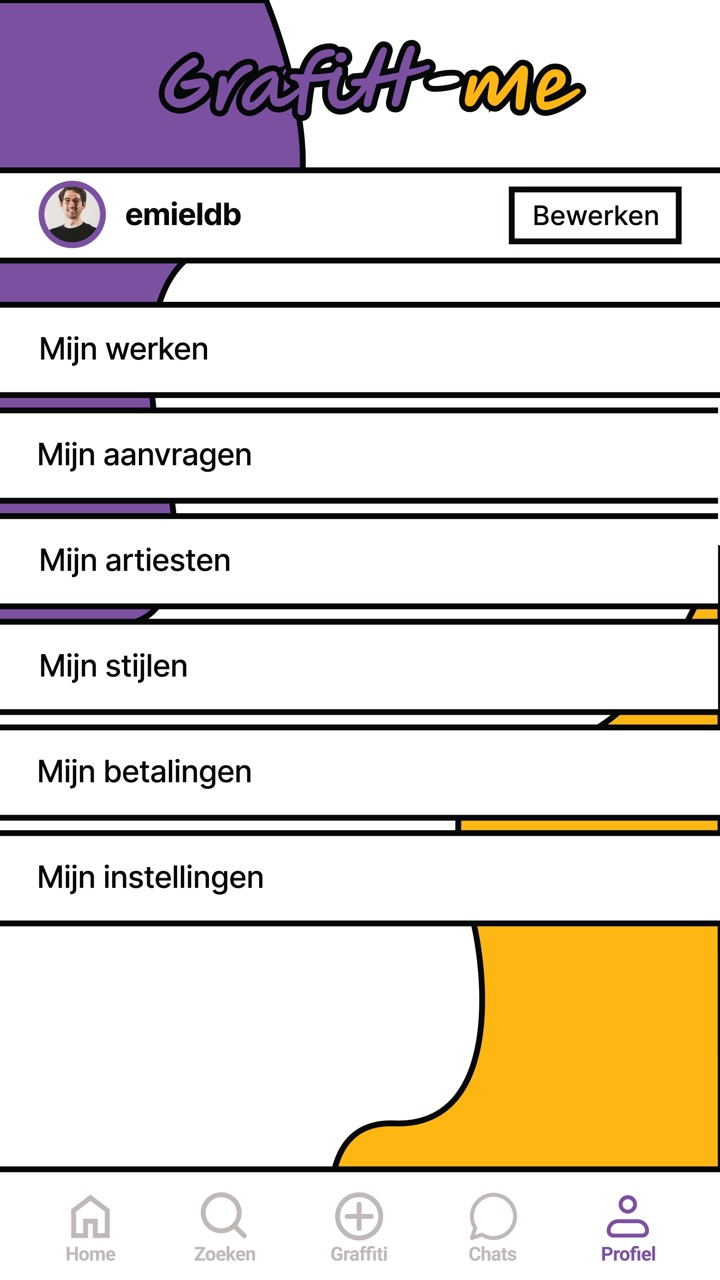 Grafitt-me
emieldb
Bewerken
Mijn werken
Mijn aanvragen
Mijn artiesten
Mijn stijlen
Mijn betalingen
Mijn instellingen
Home
Zoeken
Graffiti
Chats
Profiel